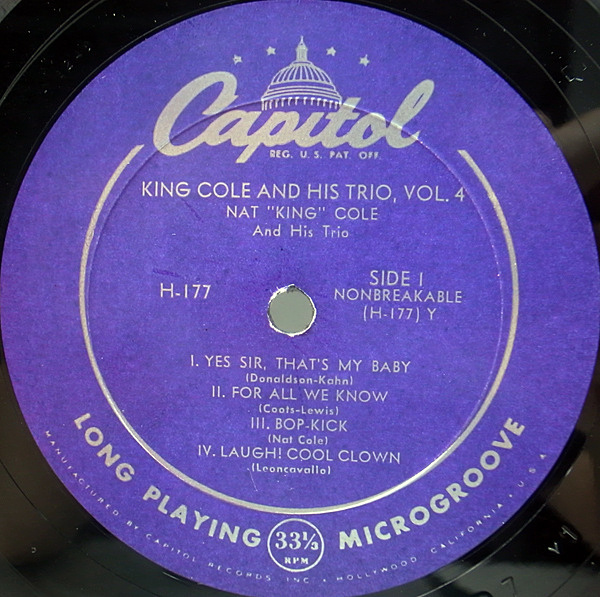 Capitol
REG. U.S. PAT. OFF.
KING COLE AND HIS TRIO, VOL. 4
NAT "KING" COLE
And His Trio
H-177
SIDE I
NONBREAKABLE
(H-177) Y
I. YES SIR, THAT'S MY BABY
(Donaldson-Kahn)
II. FOR ALL WE KNOW
(Coots-Lewis)
III. BOP-KICK
(Nat Cole)
IV. LAUGH! COOL CLOWN
(Leoncavallo)
LONG PLAYING 33⅓ RPM MICROGROOVE
MANUFACTURED BY CAPITOL RECORDS, INC. • HOLLYWOOD, CALIFORNIA • U.S.A.